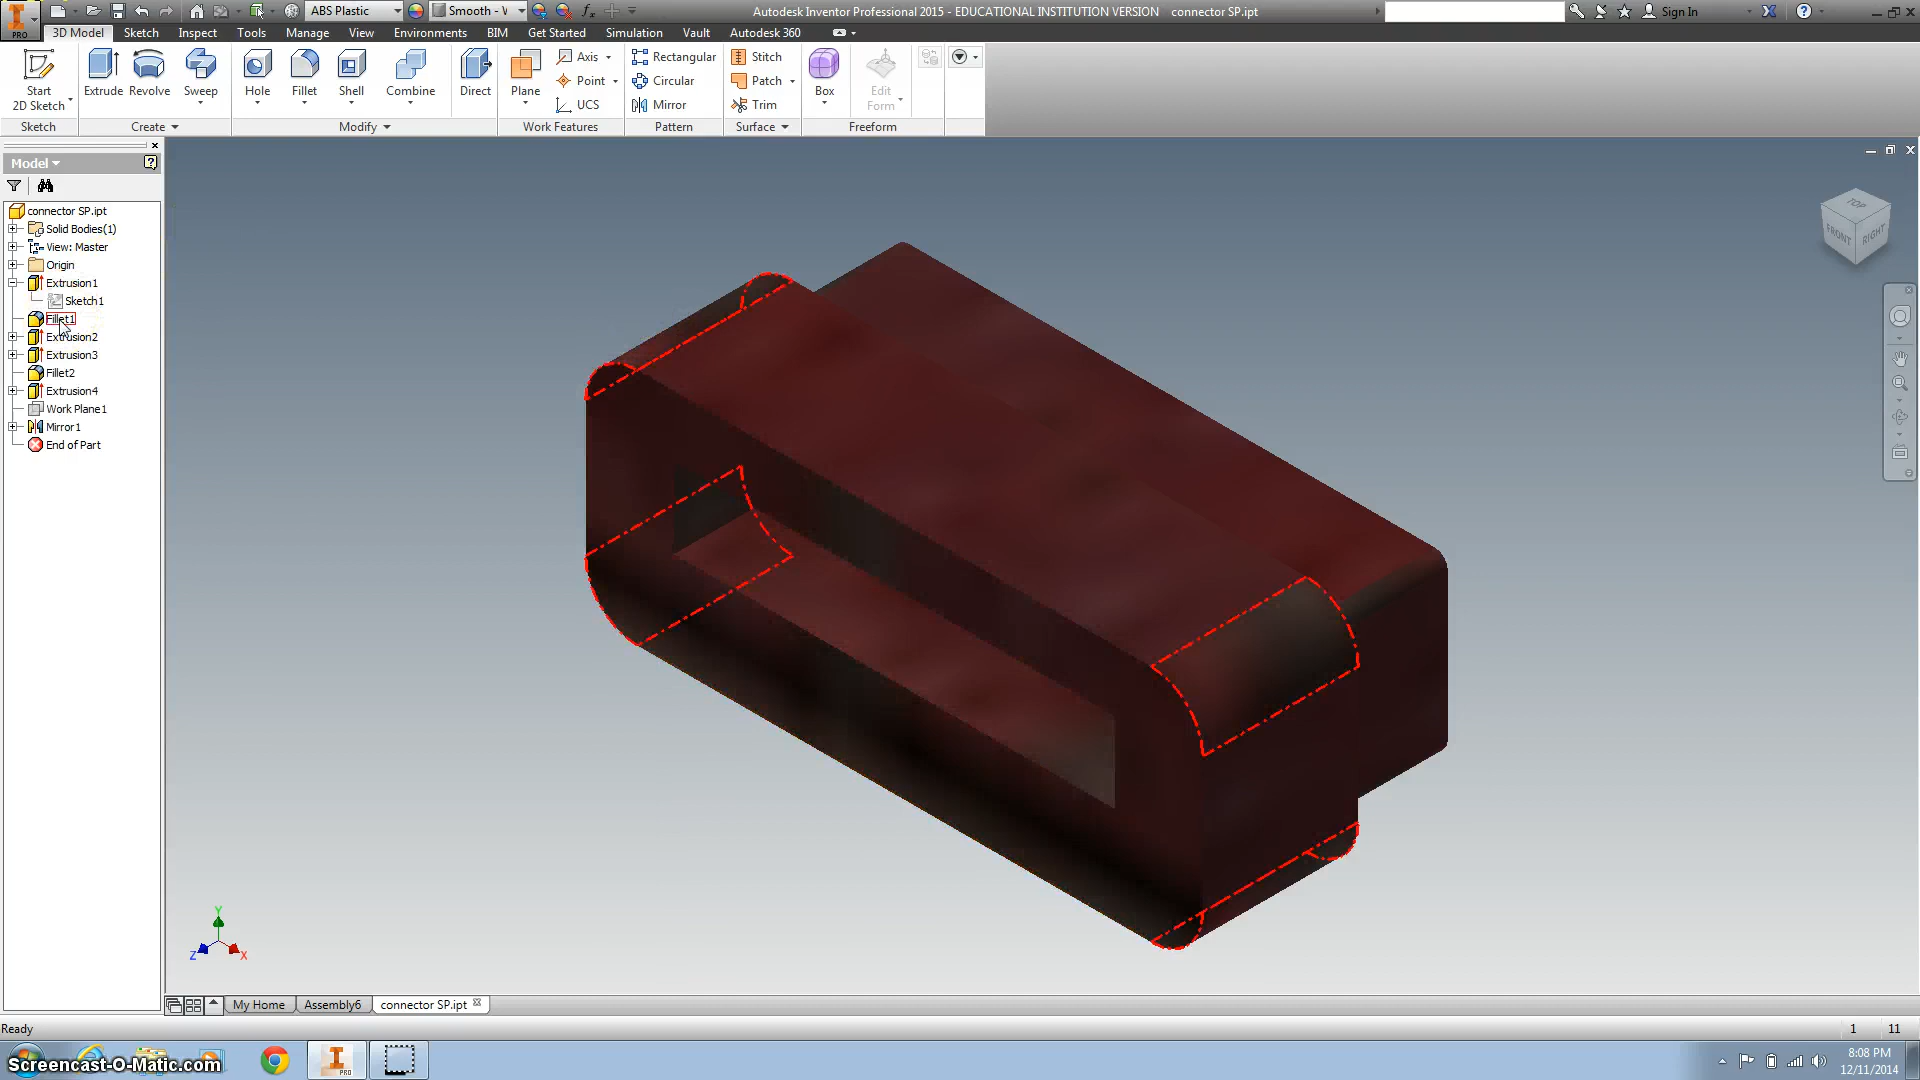 ABS Plastic
Smooth - V
Autodesk Inventor Professional 2015 - EDUCATIONAL INSTITUTION VERSION connector SP.ipt
Sign In
PRO
3D Model Sketch Inspect Tools Manage View Environments BIM Get Started Simulation Vault Autodesk 360
Start
2D Sketch
Extrude
Revolve
Sweep
Hole
Fillet
Shell
Combine
Direct
Plane
Axis
Point
UCS
Rectangular
Circular
Mirror
Stitch
Patch
Trim
Box
Edit
Form
Sketch
Create
Modify
Work Features
Pattern
Surface
Freeform
Model
connector SP.ipt
Solid Bodies(1)
View: Master
Origin
Extrusion1
Sketch1
Fillet1
Extrusion2
Extrusion3
Fillet2
Extrusion4
Work Plane1
Mirror1
End of Part
TOP
FRONT
RIGHT
Y
Z
X
My Home
Assembly6
connector SP.ipt
Ready
1
11
Screencast-O-Matic.com
PRO
8:08 PM
12/11/2014